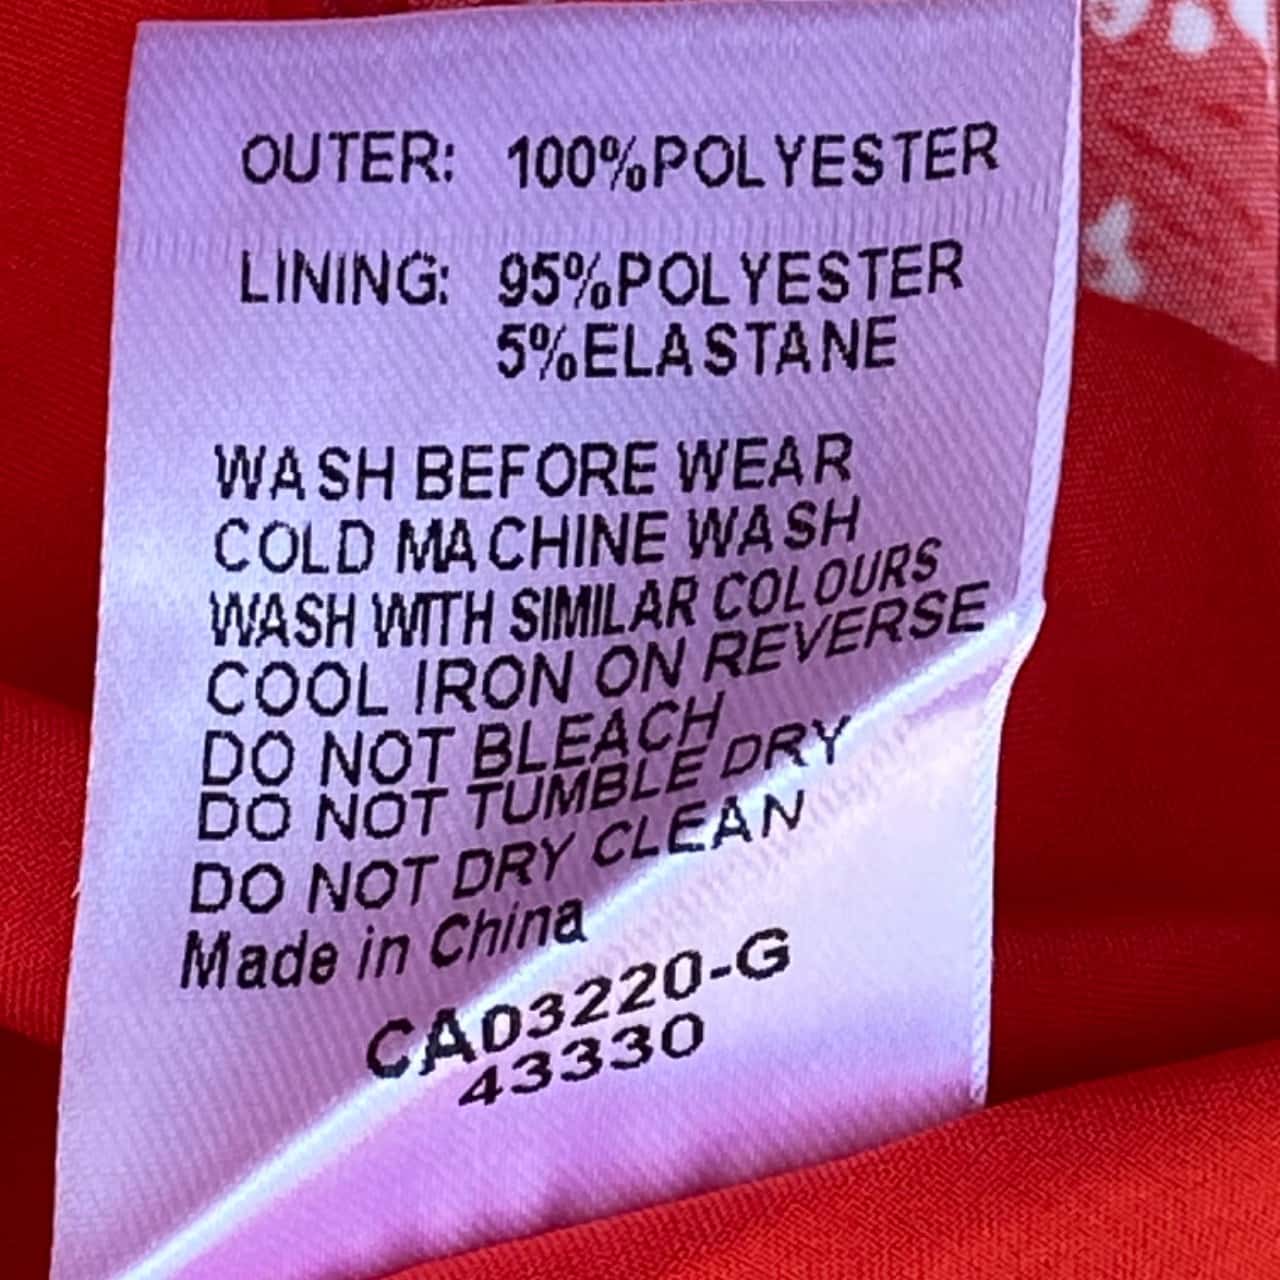 OUTER: 100%POLYESTER
LINING: 95%POLYESTER
5%ELASTANE
WASH BEFORE WEAR
COLD MACHINE WASH
WASH WITH SIMILAR COLOURS
COOL IRON ON REVERSE
DO NOT BLEACH
DO NOT TUMBLE DRY
DO NOT DRY CLEAN
Made in China
CA03220-G
43330